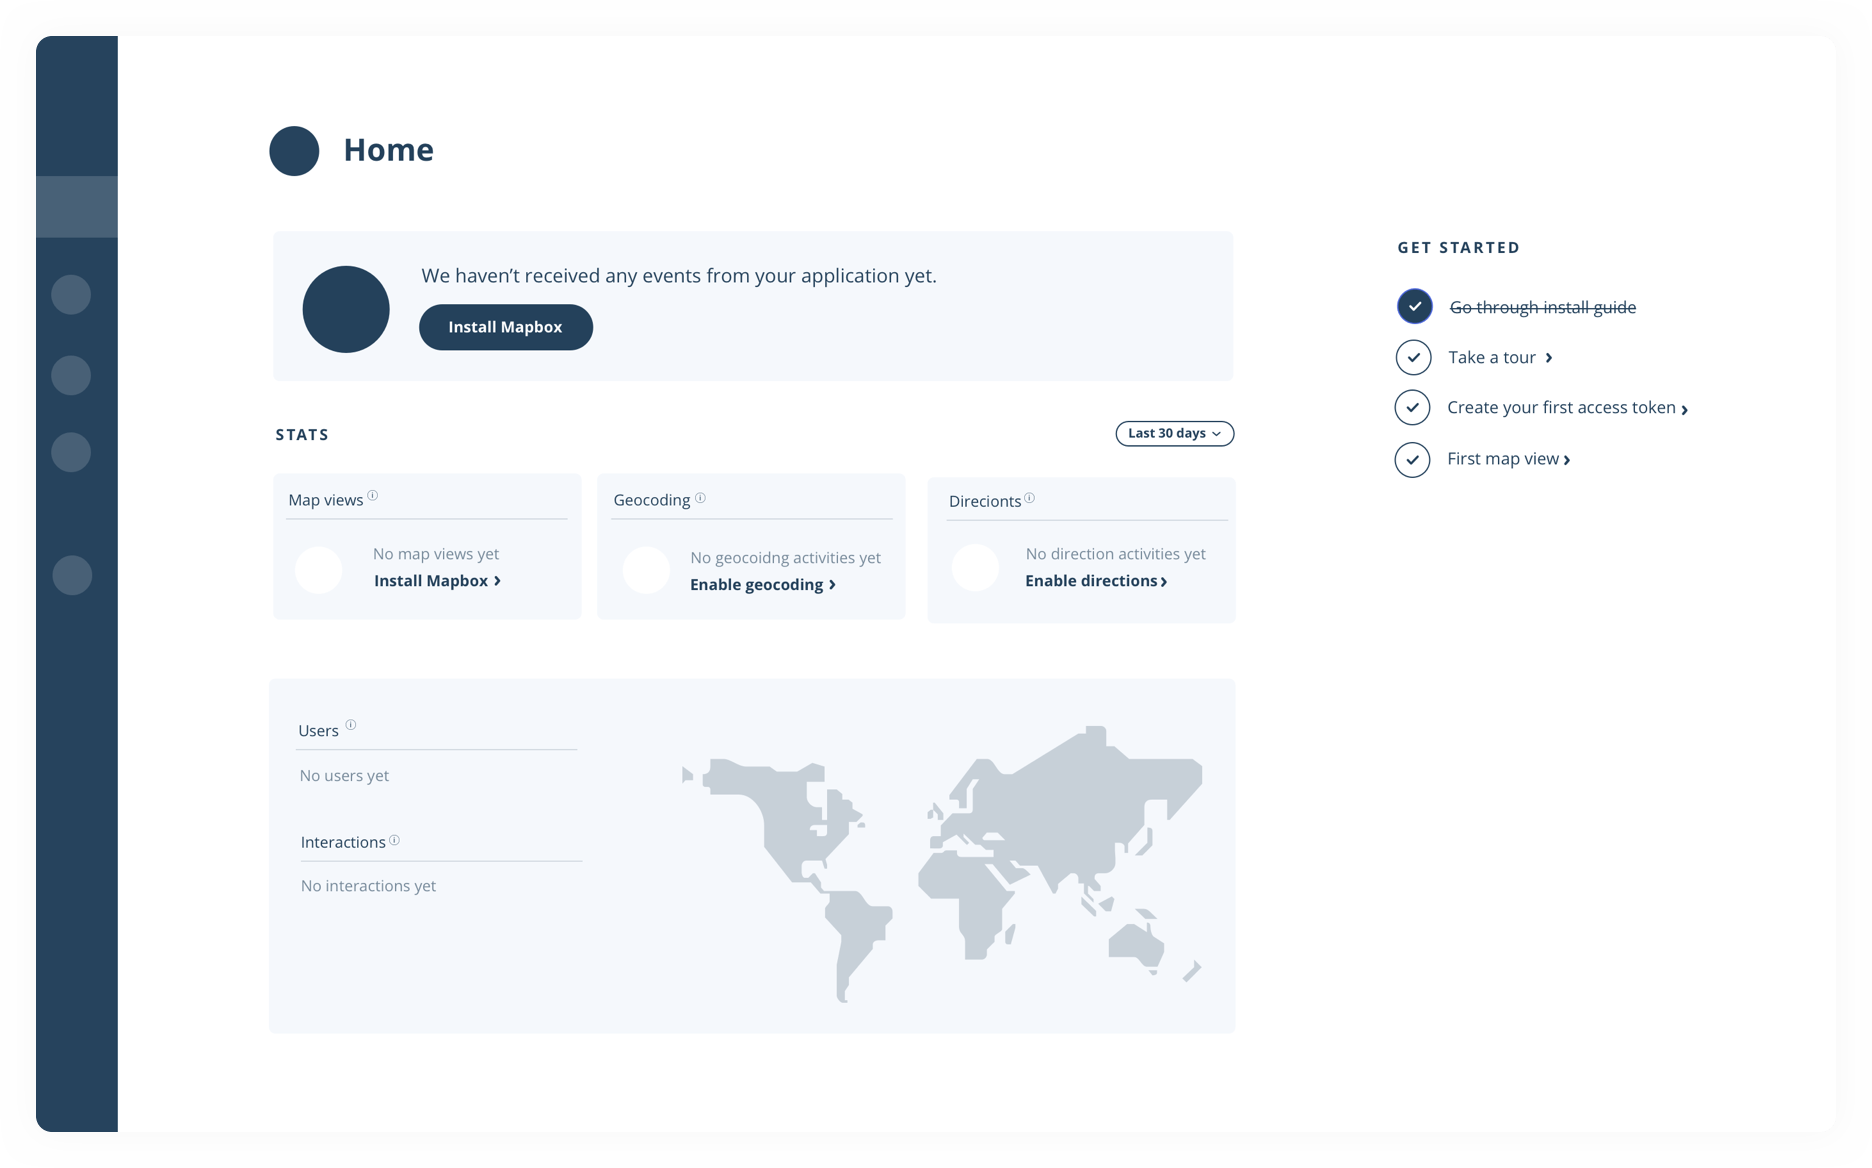 Home
We haven’t received any events from your application yet.
Install Mapbox
GET STARTED
Go through install guide
Take a tour ›
Create your first access token ›
First map view ›
STATS
Last 30 days
Map views
No map views yet
Install Mapbox ›
Geocoding
No geocoidng activities yet
Enable geocoding ›
Direcionts
No direction activities yet
Enable directions ›
Users
No users yet
Interactions
No interactions yet